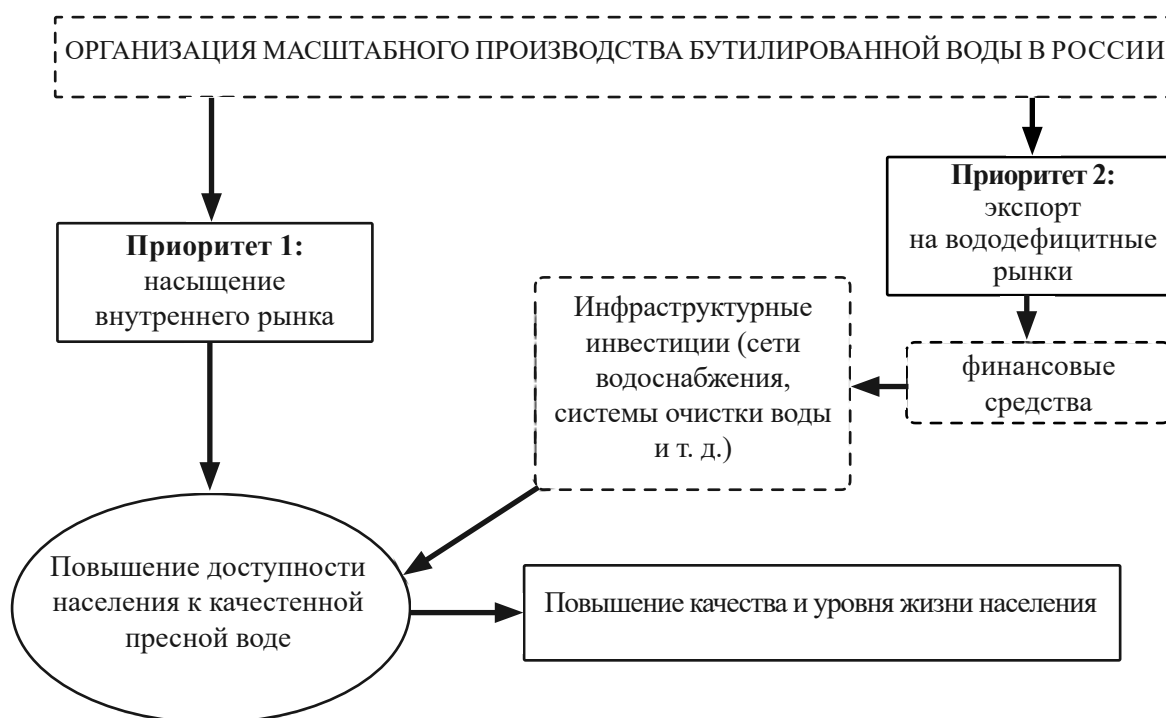 ОРГАНИЗАЦИЯ МАСШТАБНОГО ПРОИЗВОДСТВА БУТИЛИРОВАННОЙ ВОДЫ В РОССИИ
Приоритет 1:
насыщение
внутреннего рынка
Приоритет 2:
экспорт
на вододефицитные
рынки
финансовые
средства
Инфраструктурные
инвестиции (сети
водоснабжения,
системы очистки воды
и т. д.)
Повышение доступности
населения к качестенной
пресной воде
Повышение качества и уровня жизни населения